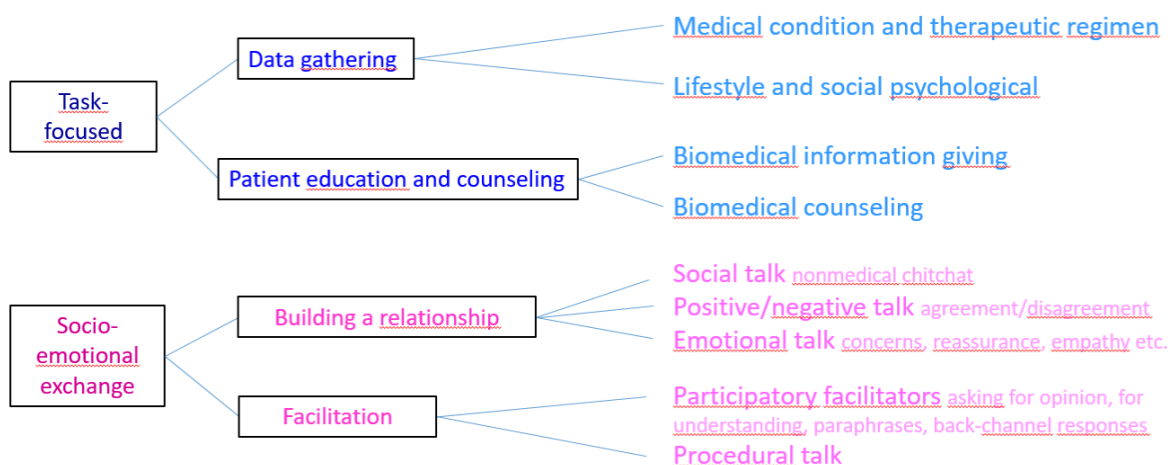 Medical condition and therapeutic regimen
Data gathering
Lifestyle and social psychological
Task-
focused
Biomedical information giving
Patient education and counseling
Biomedical counseling
Social talk nonmedical chitchat
Positive/negative talk agreement/disagreement
Building a relationship
Emotional talk concerns, reassurance, empathy etc.
Socio-
emotional
exchange
Participatory facilitators asking for opinion, for
understanding, paraphrases, back-channel responses
Facilitation
Procedural talk